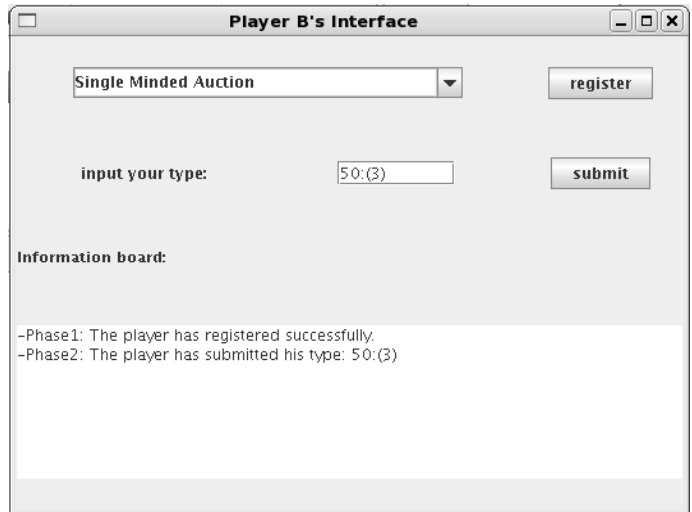 Player B's Interface
Single Minded Auction
register
input your type:
50:(3)
submit
Information board:
-Phase1: The player has registered successfully.
-Phase2: The player has submitted his type: 50:(3)